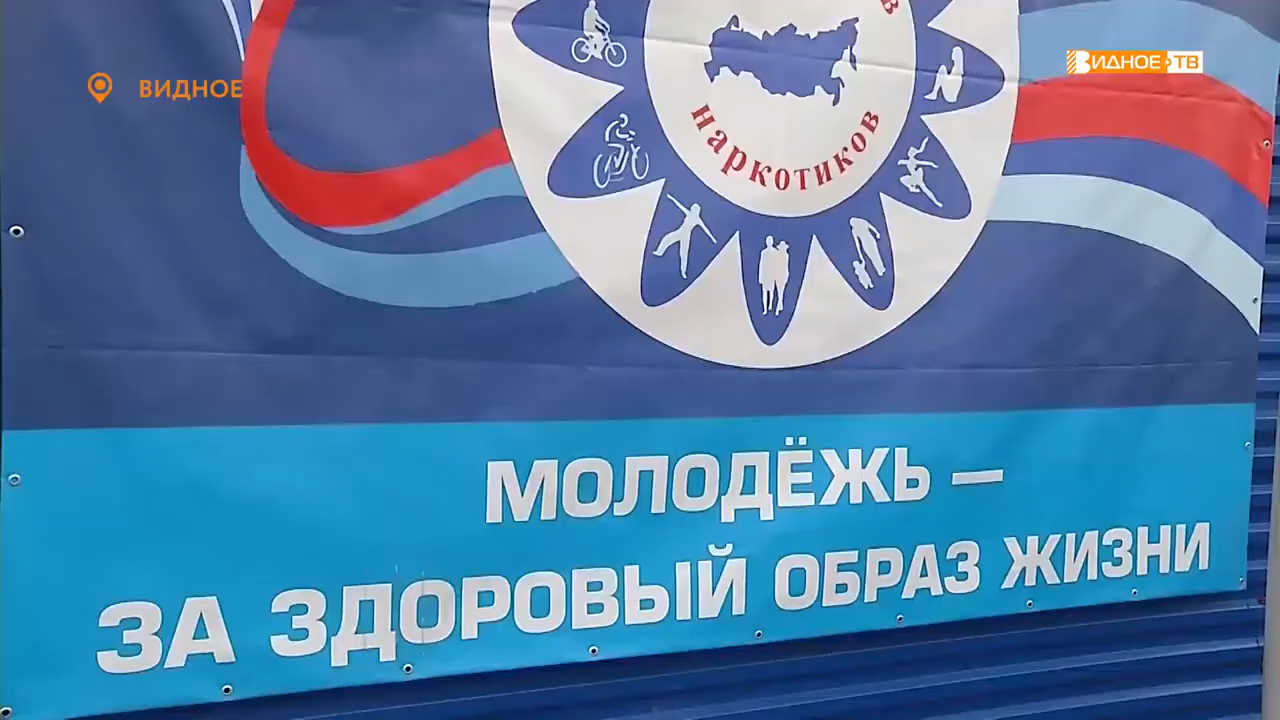 ВИДНОЕ
ВИДНОЕ ТВ
наркотиков
МОЛОДЁЖЬ –
ЗА ЗДОРОВЫЙ ОБРАЗ ЖИЗНИ